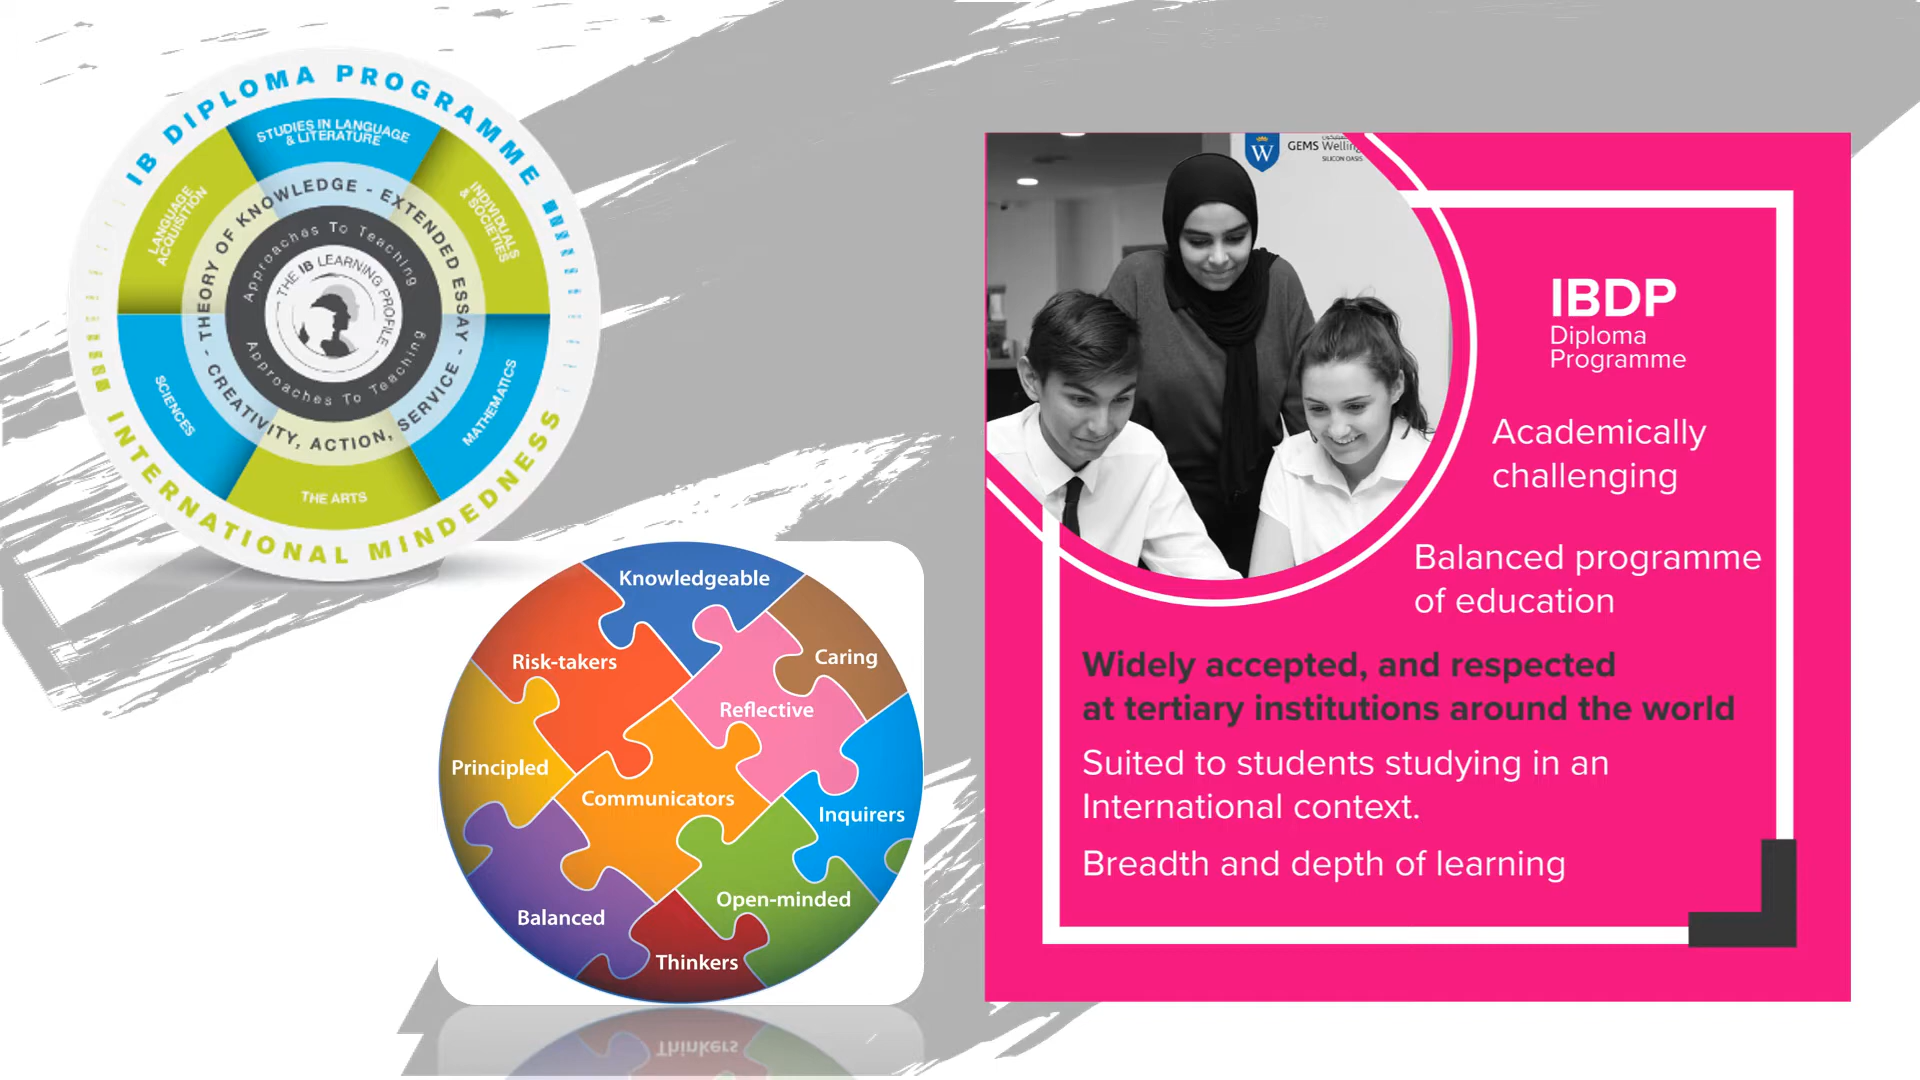 IB DIPLOMA PROGRAMME
STUDIES IN LANGUAGE
& LITERATURE
LANGUAGE
ACQUISITION
INDIVIDUALS
& SOCIETIES
SCIENCES
MATHEMATICS
THE ARTS
THEORY OF KNOWLEDGE - EXTENDED ESSAY -
- CREATIVITY, ACTION, SERVICE -
Approaches To Teaching
THE IB LEARNING PROFILE
Approaches To Teaching
INTERNATIONAL MINDEDNESS
Knowledgeable
Risk-takers
Caring
Reflective
Principled
Communicators
Inquirers
Open-minded
Balanced
Thinkers
Thinkers
W
GEMS
SILICON OASIS
IBDP
Diploma
Programme
Academically
challenging
Balanced programme
of education
Widely accepted, and respected
at tertiary institutions around the world
Suited to students studying in an
International context.
Breadth and depth of learning